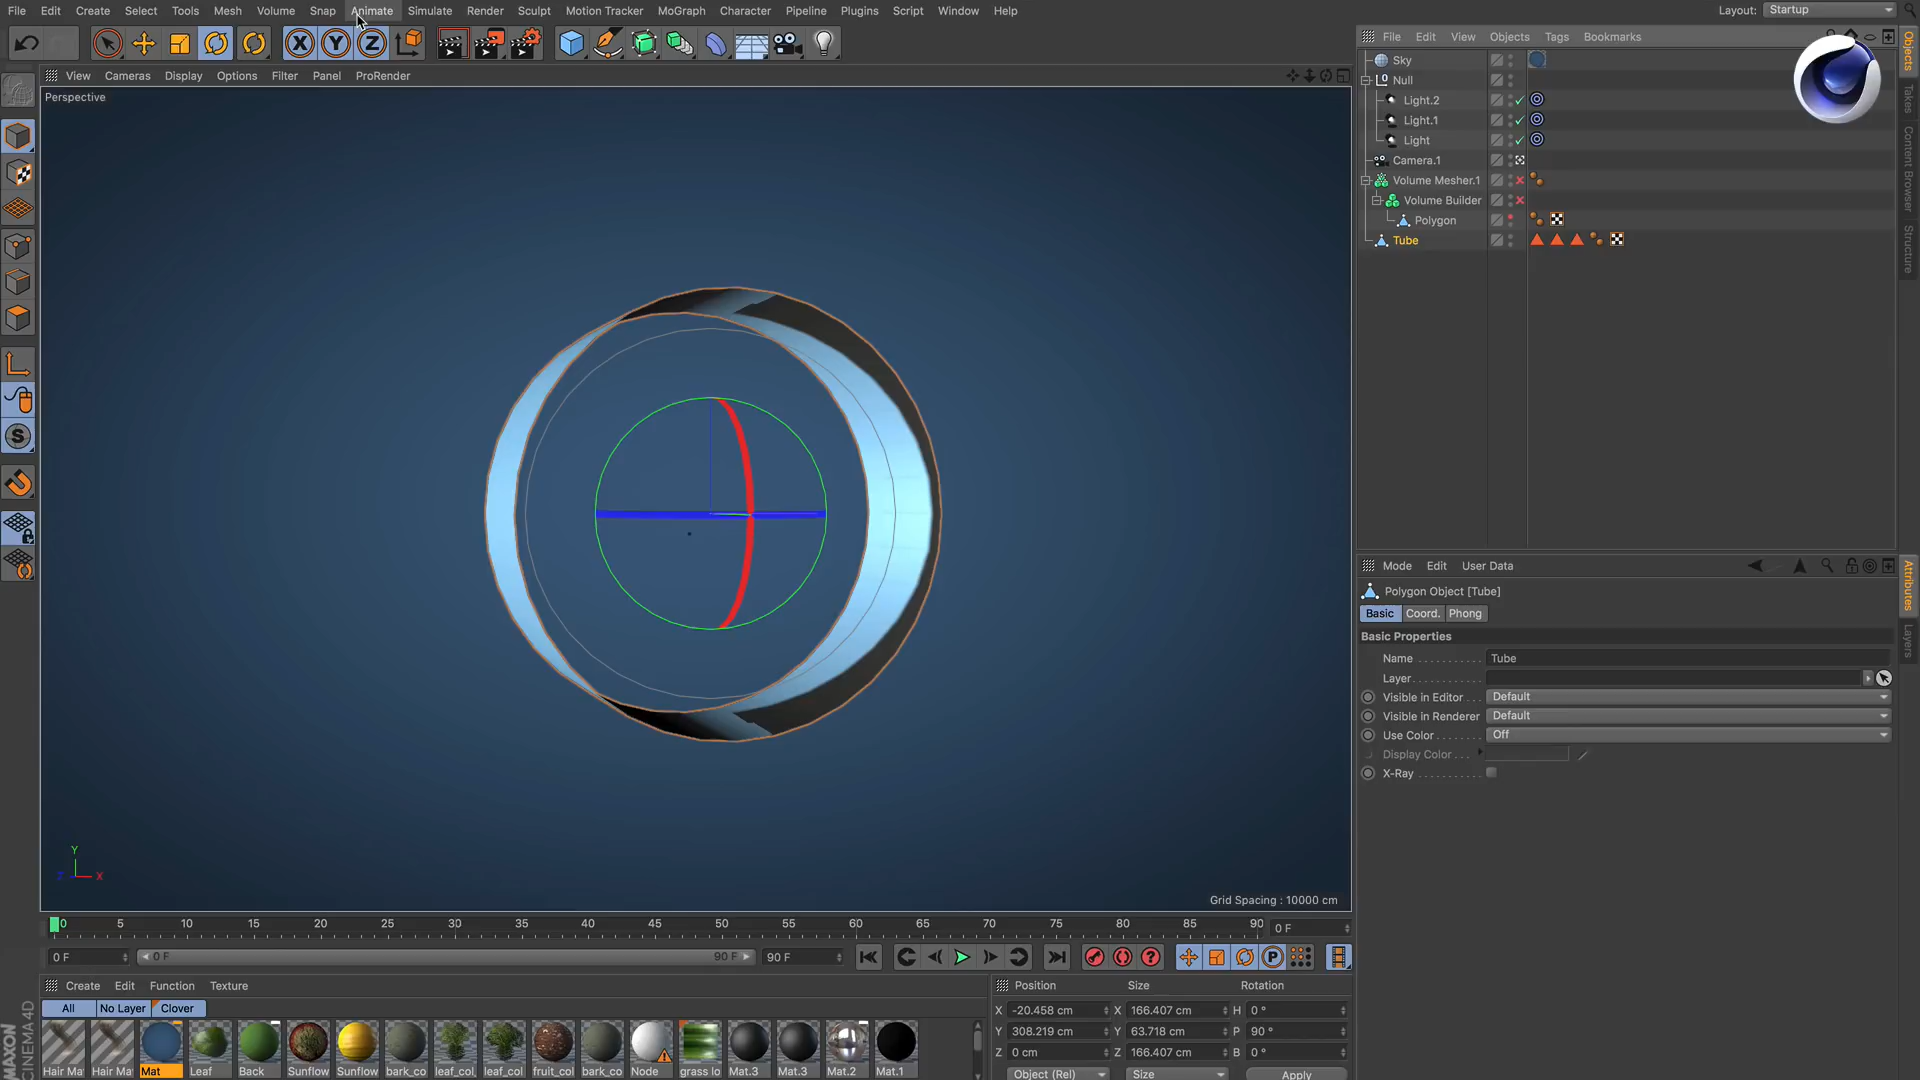 File Edit Create Select Tools Mesh Volume Snap Animate Simulate Render Sculpt Motion Tracker MoGraph Character Pipeline Plugins Script Window Help Layout: Startup
X Y Z
File Edit View Objects Tags Bookmarks
View Cameras Display Options Filter Panel ProRender
Perspective
Sky
Null
Light.2
Light.1
Light
Camera.1
Volume Mesher.1
Volume Builder
Polygon
Tube
Objects
Takes
Content Browser
Structure
Mode Edit User Data
Polygon Object [Tube]
Basic Coord. Phong
Basic Properties
Name Tube
Layer
Visible in Editor Default
Visible in Renderer Default
Use Color Off
Display Color
X-Ray
Attributes
Layers
Y
Z X
Grid Spacing : 10000 cm
0 5 10 15 20 25 30 35 40 45 50 55 60 65 70 75 80 85 90 0 F
0 F 0 F 90 F 90 F
Create Edit Function Texture
All No Layer Clover
Hair Ma Hair Ma Mat Leaf Back Sunflow Sunflow bark_co leaf_col leaf_col fruit_col bark_co Node grass lo Mat.3 Mat.3 Mat.2 Mat.1
Position Size Rotation
X -20.458 cm X 166.407 cm H 0 °
Y 308.219 cm Y 63.718 cm P 90 °
Z 0 cm Z 166.407 cm B 0 °
Object (Rel) Size Apply
MAXON
CINEMA 4D